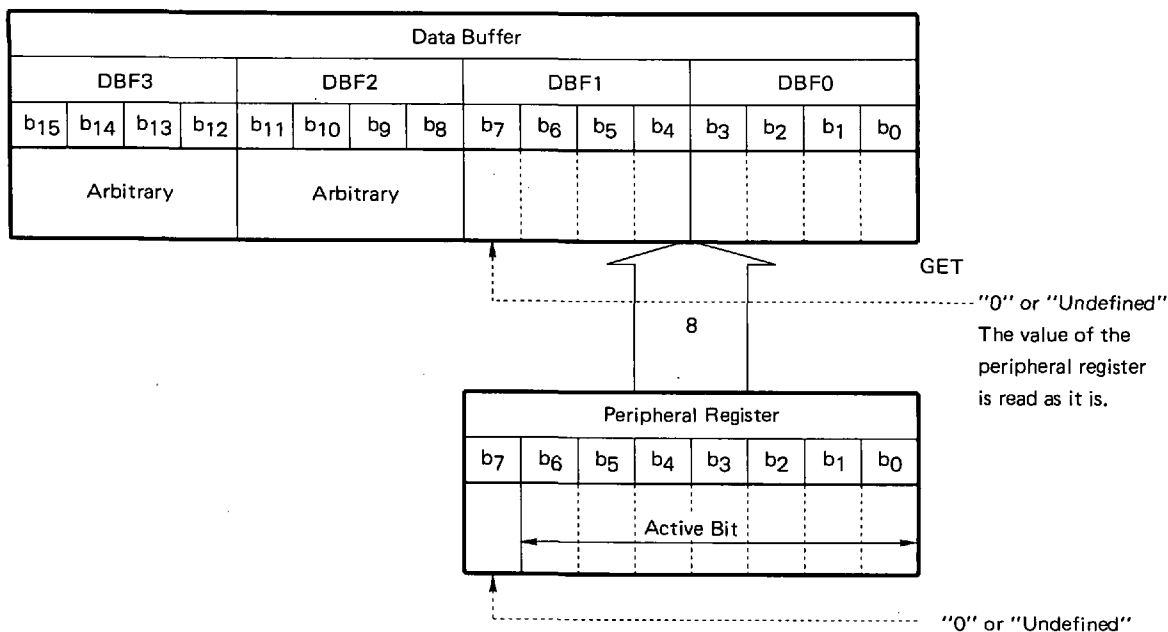 Data Buffer
DBF3 DBF2 DBF1 DBF0
b15 b14 b13 b12 b11 b10 b9 b8 b7 b6 b5 b4 b3 b2 b1 b0
Arbitrary Arbitrary
GET
"0" or "Undefined"
The value of the
peripheral register
is read as it is.
8
Peripheral Register
b7 b6 b5 b4 b3 b2 b1 b0
Active Bit
"0" or "Undefined"